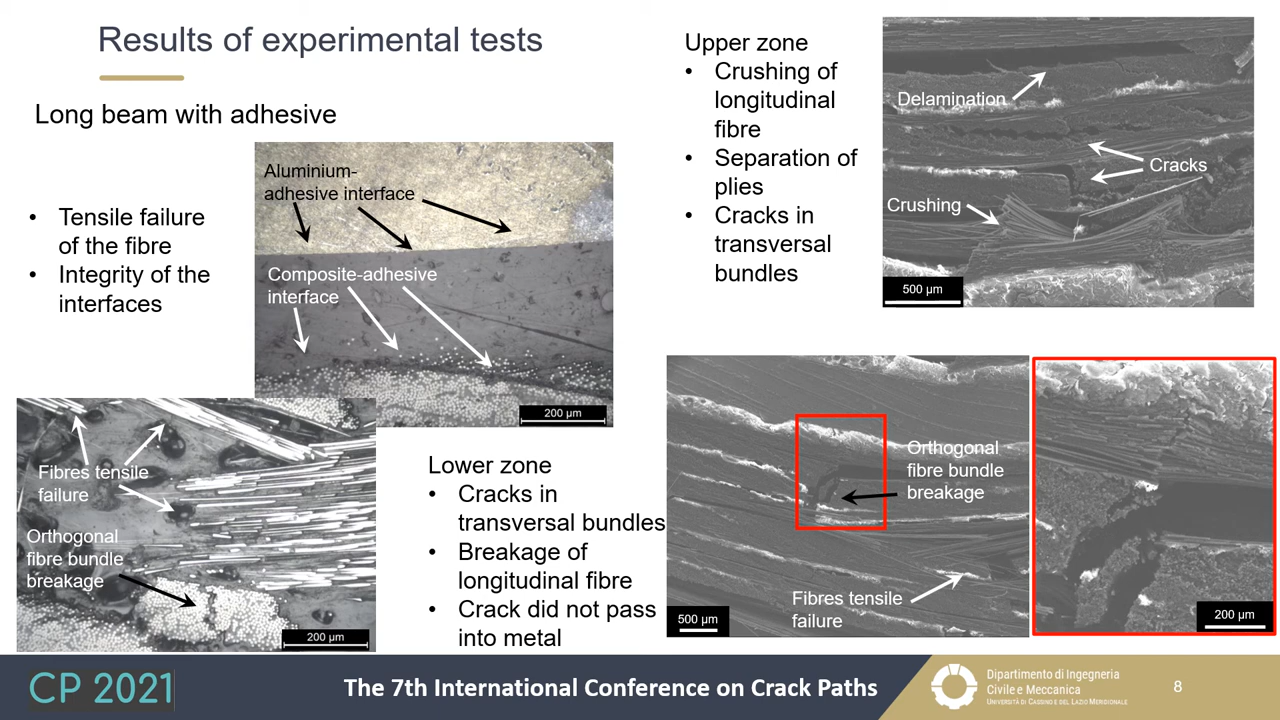 Results of experimental tests
Long beam with adhesive
• Tensile failure
of the fibre
• Integrity of the
interfaces
Aluminium-
adhesive interface
Composite-adhesive
interface
200 µm
Fibres tensile
failure
Orthogonal
fibre bundle
breakage
200 µm
Upper zone
• Crushing of
longitudinal
fibre
• Separation of
plies
• Cracks in
transversal
bundles
Delamination
Cracks
Crushing
500 µm
Lower zone
• Cracks in
transversal bundles
• Breakage of
longitudinal fibre
• Crack did not pass
into metal
Orthogonal
fibre bundle
breakage
Fibres tensile
failure
500 µm
200 µm
CP 2021
The 7th International Conference on Crack Paths
Dipartimento di Ingegneria
Civile e Meccanica
Università di Cassino e del Lazio Meridionale
8